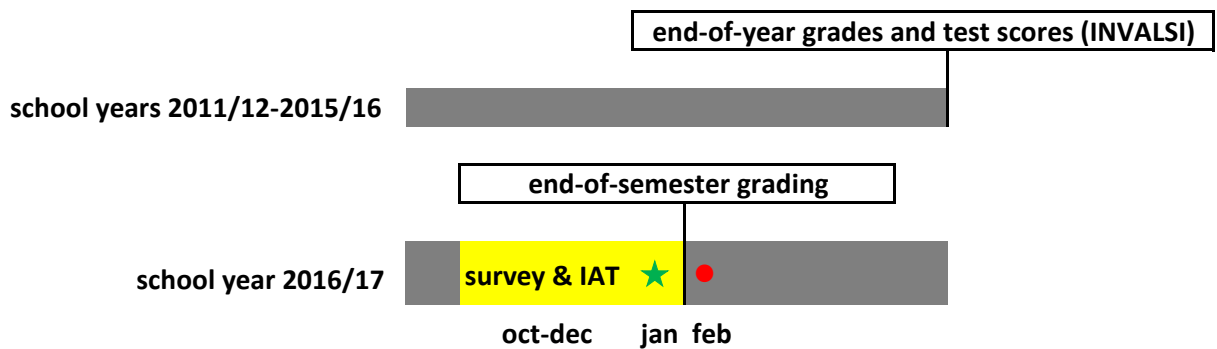 end-of-year grades and test scores (INVALSI)
school years 2011/12-2015/16
end-of-semester grading
school year 2016/17
survey & IAT
oct-dec jan feb